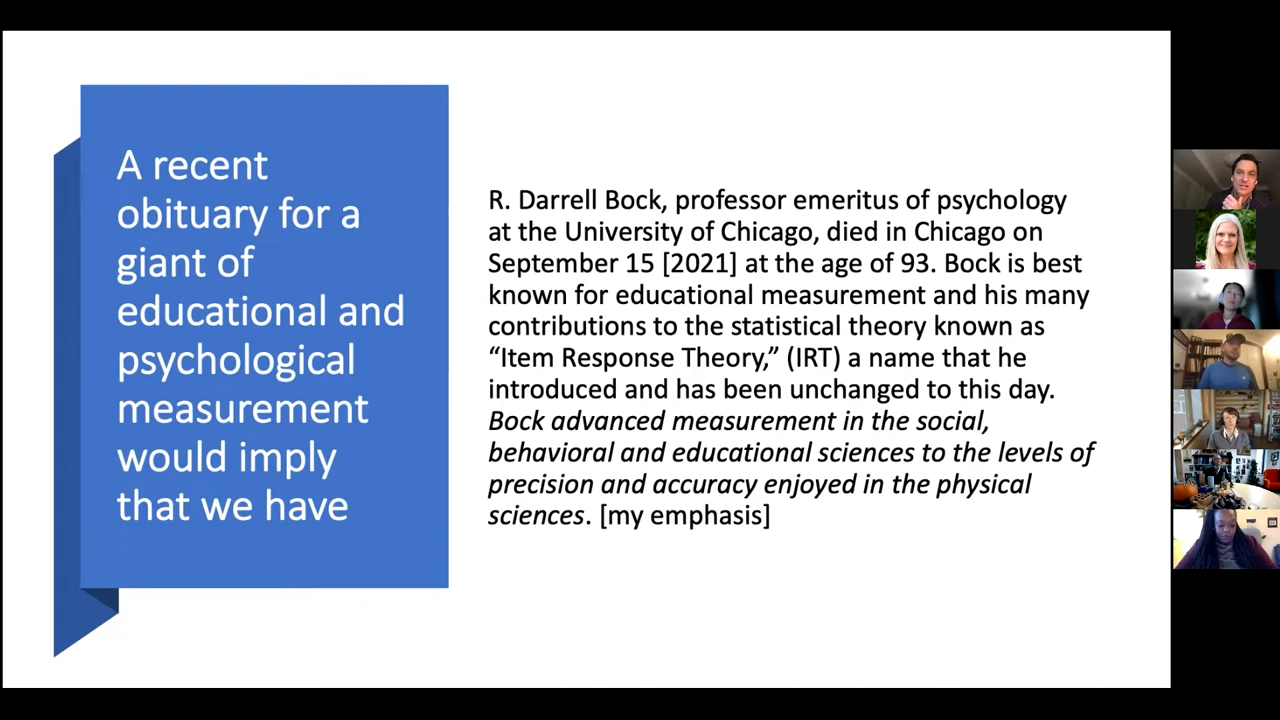 A recent
obituary for a
giant of
educational and
psychological
measurement
would imply
that we have
R. Darrell Bock, professor emeritus of psychology
at the University of Chicago, died in Chicago on
September 15 [2021] at the age of 93. Bock is best
known for educational measurement and his many
contributions to the statistical theory known as
“Item Response Theory,” (IRT) a name that he
introduced and has been unchanged to this day.
Bock advanced measurement in the social,
behavioral and educational sciences to the levels of
precision and accuracy enjoyed in the physical
sciences. [my emphasis]